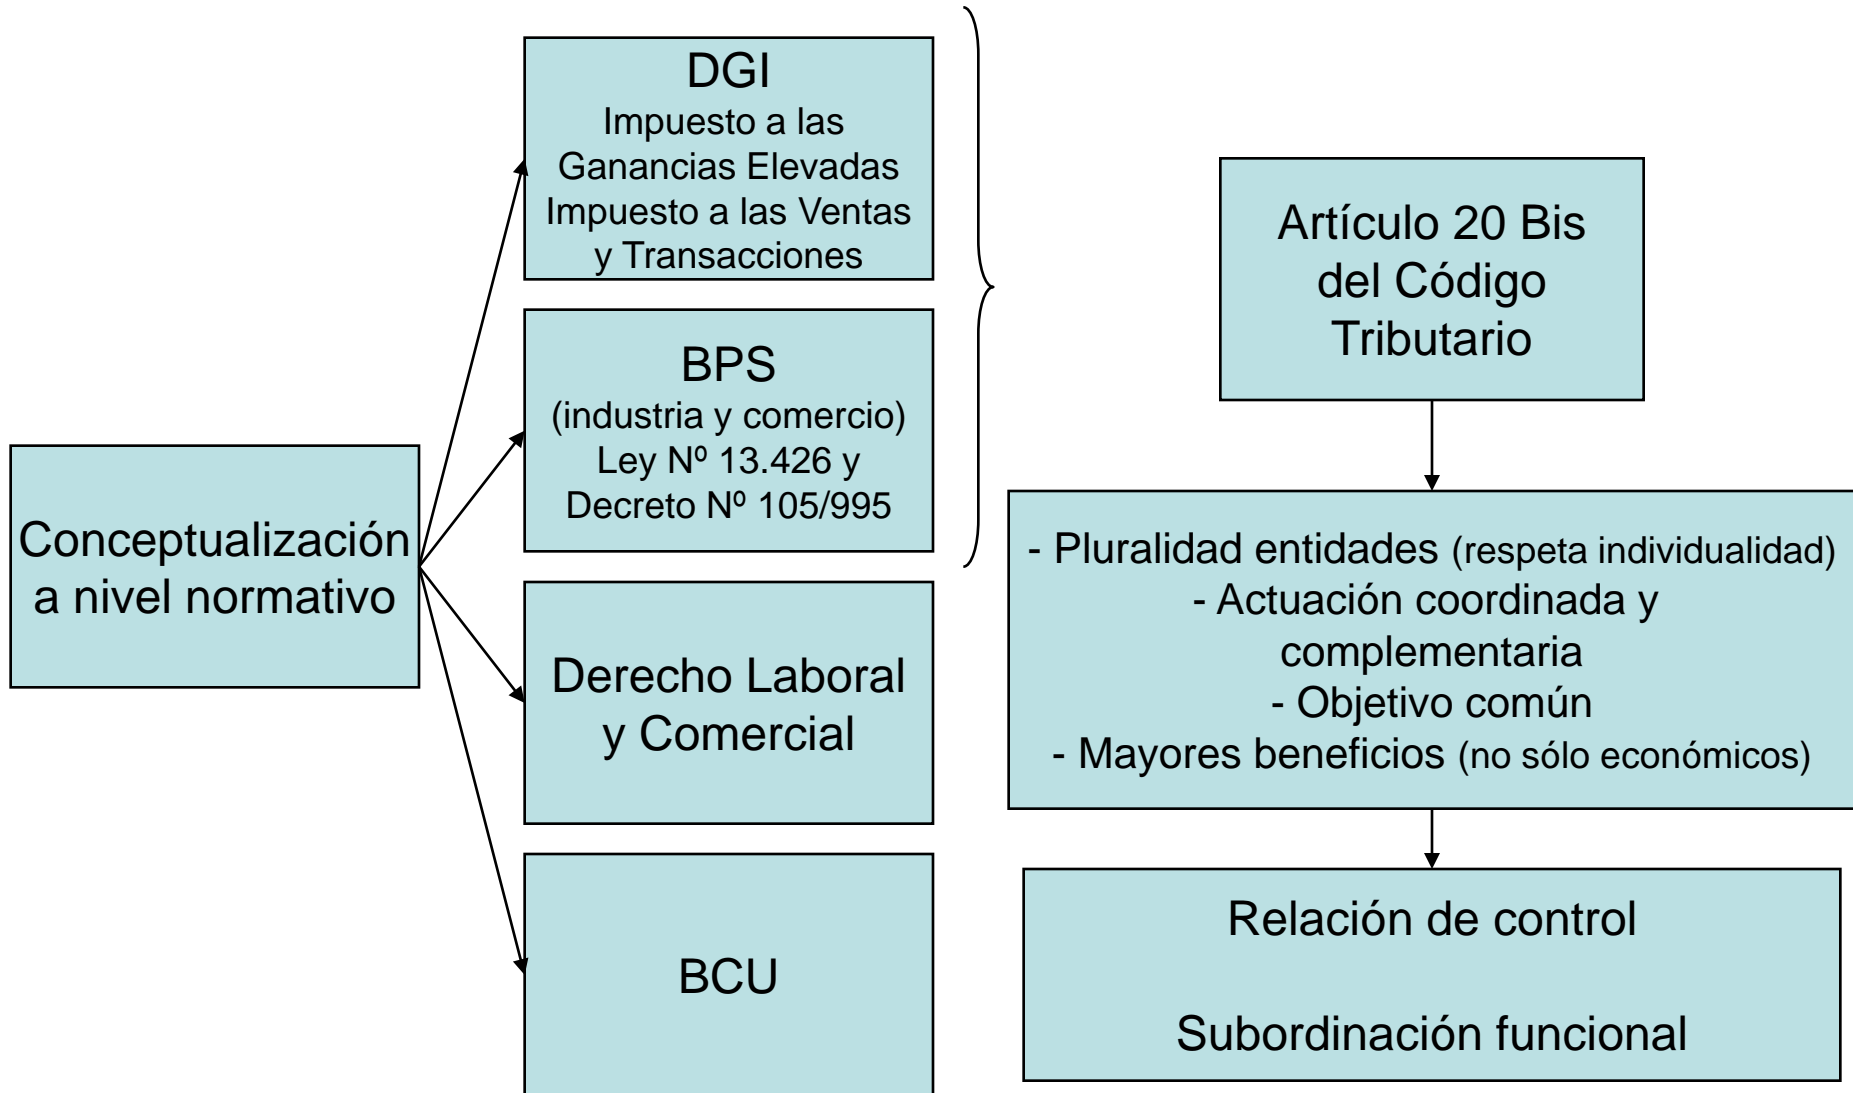 Conceptualización
a nivel normativo
DGI
Impuesto a las
Ganancias Elevadas
Impuesto a las Ventas
y Transacciones
BPS
(industria y comercio)
Ley Nº 13.426 y
Decreto Nº 105/995
Derecho Laboral
y Comercial
BCU
Artículo 20 Bis
del Código
Tributario
- Pluralidad entidades (respeta individualidad)
- Actuación coordinada y
complementaria
- Objetivo común
- Mayores beneficios (no sólo económicos)
Relación de control
Subordinación funcional